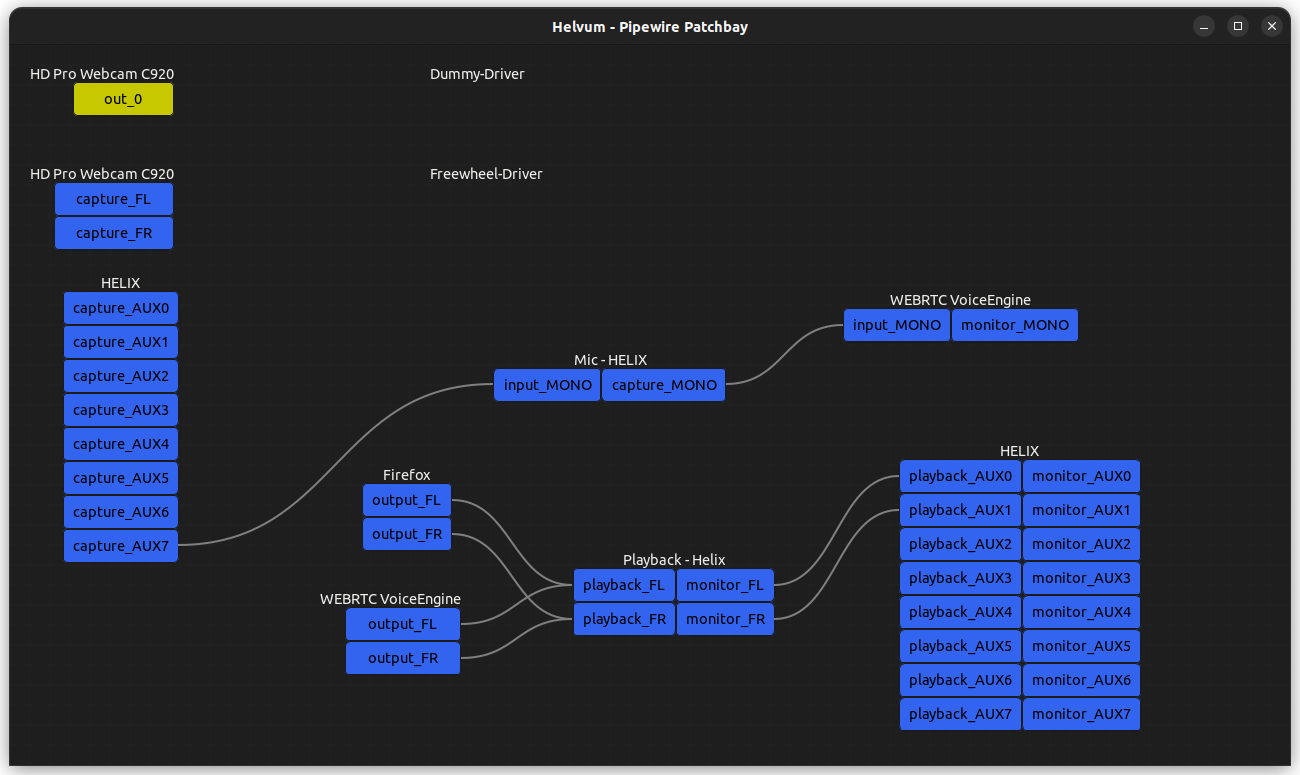 Helvum - Pipewire Patchbay
HD Pro Webcam C920
out_0
Dummy-Driver
HD Pro Webcam C920
capture_FL
capture_FR
Freewheel-Driver
HELIX
capture_AUX0
capture_AUX1
capture_AUX2
capture_AUX3
capture_AUX4
capture_AUX5
capture_AUX6
capture_AUX7
WEBRTC VoiceEngine
input_MONO monitor_MONO
Mic - HELIX
input_MONO capture_MONO
Firefox
output_FL
output_FR
WEBRTC VoiceEngine
output_FL
output_FR
Playback - Helix
playback_FL monitor_FL
playback_FR monitor_FR
HELIX
playback_AUX0 monitor_AUX0
playback_AUX1 monitor_AUX1
playback_AUX2 monitor_AUX2
playback_AUX3 monitor_AUX3
playback_AUX4 monitor_AUX4
playback_AUX5 monitor_AUX5
playback_AUX6 monitor_AUX6
playback_AUX7 monitor_AUX7